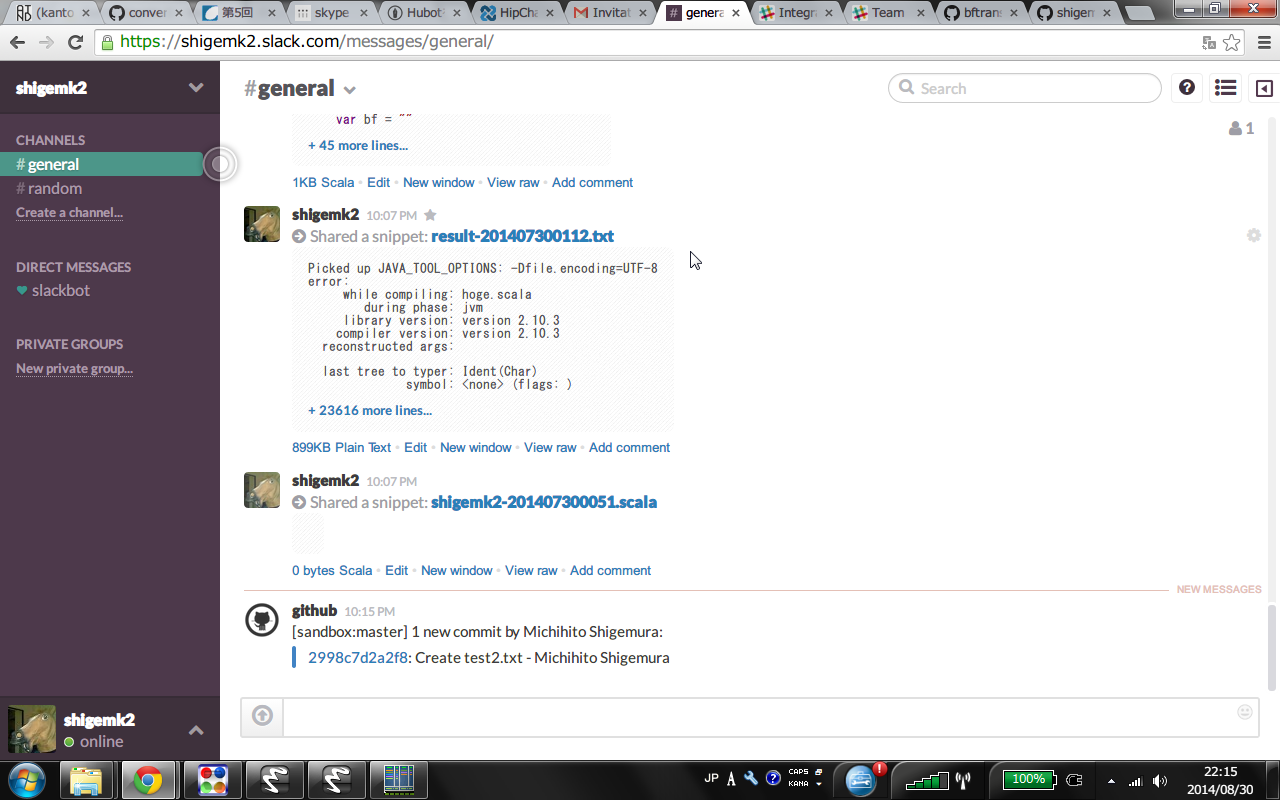 (kanto
conver
第5回
skype
Hubot
HipCha
Invitat
genera
Integra
Team
bftrans
shigem
https://shigemk2.slack.com/messages/general/
shigemk2
#general
Search
CHANNELS
# general
# random
Create a channel...
DIRECT MESSAGES
slackbot
PRIVATE GROUPS
New private group...
1
var bf = ""
+ 45 more lines...
1KB Scala • Edit • New window • View raw • Add comment
shigemk2 10:07 PM
Shared a snippet: result-201407300112.txt
Picked up JAVA_TOOL_OPTIONS: -Dfile.encoding=UTF-8
error:
while compiling: hoge.scala
during phase: jvm
library version: version 2.10.3
compiler version: version 2.10.3
reconstructed args:
last tree to typer: Ident(Char)
symbol: <none> (flags: )
+ 23616 more lines...
899KB Plain Text • Edit • New window • View raw • Add comment
shigemk2 10:07 PM
Shared a snippet: shigemk2-201407300051.scala
0 bytes Scala • Edit • New window • View raw • Add comment
NEW MESSAGES
github 10:15 PM
[sandbox:master] 1 new commit by Michihito Shigemura:
2998c7d2a2f8: Create test2.txt - Michihito Shigemura
shigemk2
online
JP A
CAPS
KANA
100%
22:15
2014/08/30